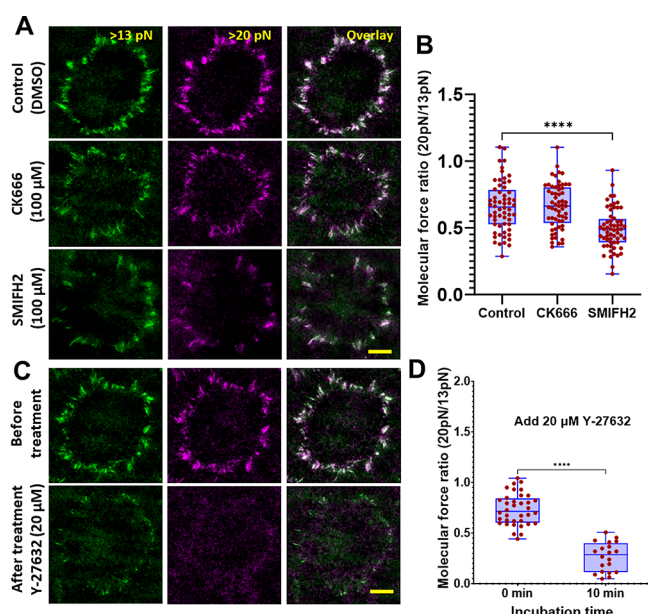 A
>13 pN
>20 pN
Overlay
Control
(DMSO)
CK666
(100 µM)
SMIFH2
(100 µM)
B
Molecular force ratio (20pN/13pN)
1.5
1.0
0.5
0.0
****
Control
CK666
SMIFH2
C
Before
treatment
After treatment
Y-27632 (20 µM)
D
Molecular force ratio (20pN/13pN)
2.0
1.5
1.0
0.5
0.0
Add 20 µM Y-27632
****
0 min
10 min
Incubation time